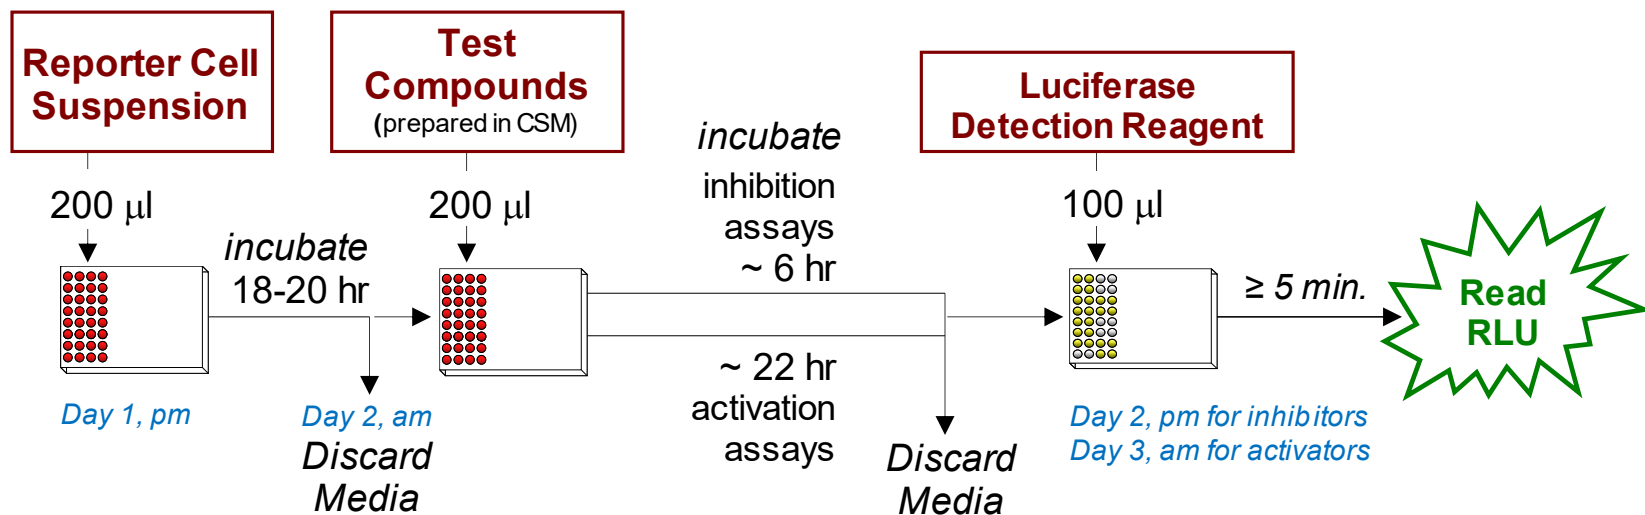 Reporter Cell
Suspension
200 µl
incubate
18-20 hr
Day 1, pm
Day 2, am
Discard
Media
Test
Compounds
(prepared in CSM)
200 µl
incubate
inhibition
assays
~ 6 hr
~ 22 hr
activation
assays
Discard
Media
Luciferase
Detection Reagent
100 µl
≥ 5 min.
Day 2, pm for inhibitors
Day 3, am for activators
Read
RLU